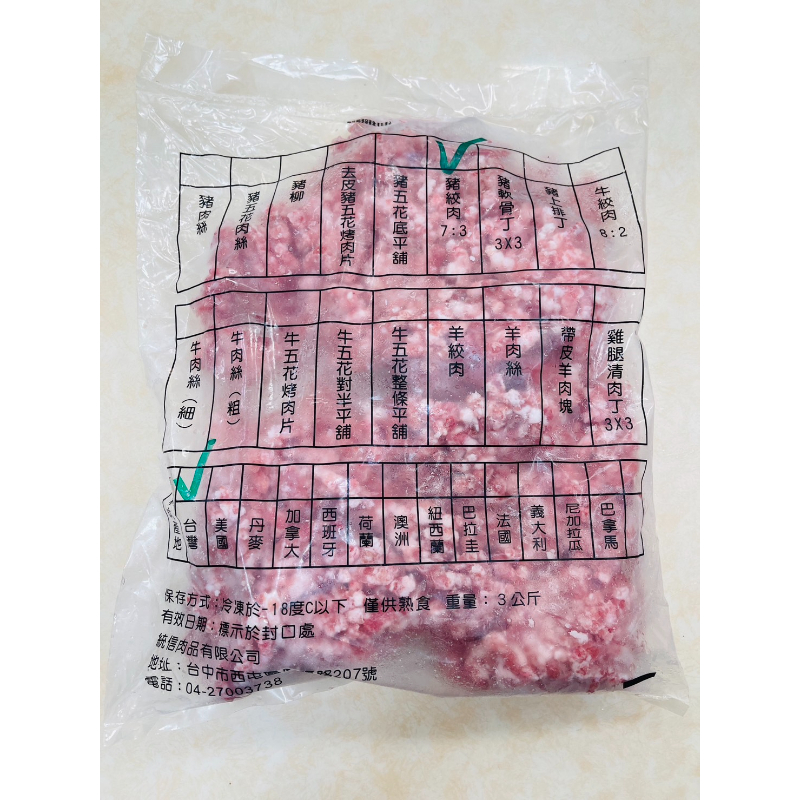 豬肉絲
豬五花肉絲
豬柳
去皮豬五花烤肉片
豬五花底平舖
豬絞肉 7:3
豬軟骨丁 3X3
豬上排丁
牛絞肉 8:2
牛肉絲(細)
牛肉絲(粗)
牛五花烤肉片
牛五花對半平舖
牛五花整條平舖
羊絞肉
羊肉絲
帶皮羊肉塊
雞腿清肉丁 3X3
產地
台灣
美國
丹麥
加拿大
西班牙
荷蘭
澳洲
紐西蘭
巴拉圭
法國
義大利
尼加拉瓜
巴拿馬
保存方式:冷凍於-18度C以下 僅供熟食 重量:3公斤
有效日期:標示於封口處
統信肉品有限公司
地址:台中市西屯區 207號
電話:04-27003738